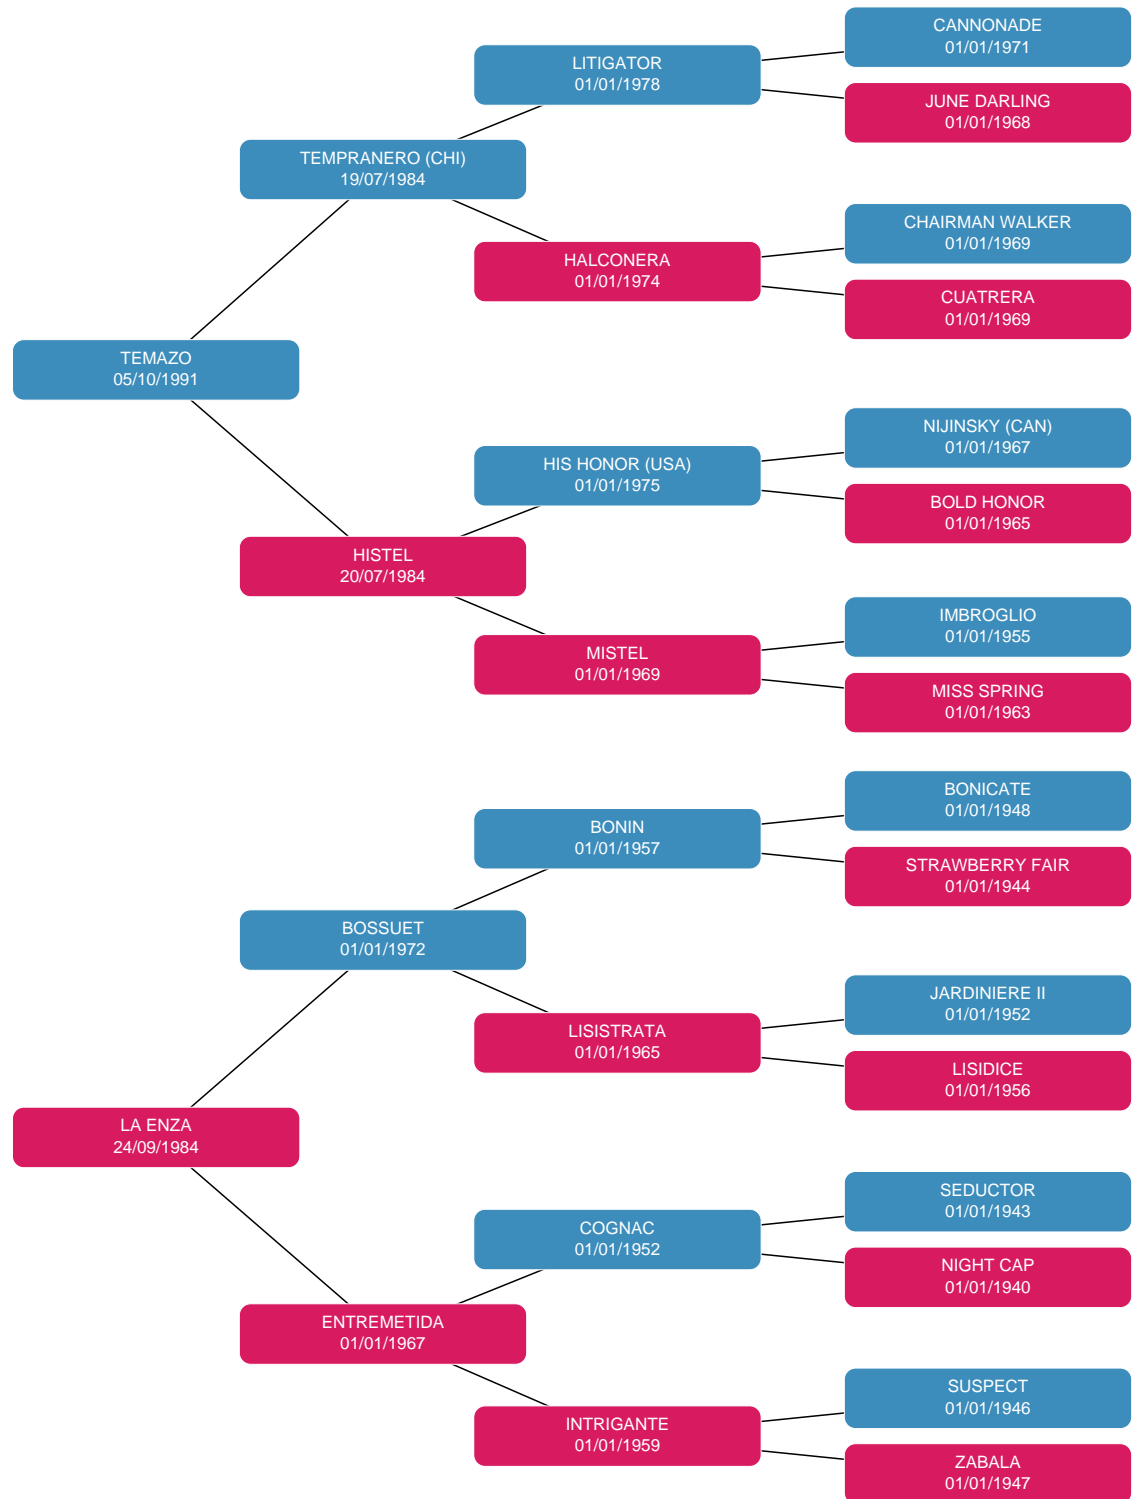 CANNONADE
01/01/1971
LITIGATOR
01/01/1978
JUNE DARLING
01/01/1968
TEMPRANERO (CHI)
19/07/1984
CHAIRMAN WALKER
01/01/1969
HALCONERA
01/01/1974
CUATRERA
01/01/1969
TEMAZO
05/10/1991
NIJINSKY (CAN)
01/01/1967
HIS HONOR (USA)
01/01/1975
BOLD HONOR
01/01/1965
HISTEL
20/07/1984
IMBROGLIO
01/01/1955
MISTEL
01/01/1969
MISS SPRING
01/01/1963
BONICATE
01/01/1948
BONIN
01/01/1957
STRAWBERRY FAIR
01/01/1944
BOSSUET
01/01/1972
JARDINIERE II
01/01/1952
LISISTRATA
01/01/1965
LISIDICE
01/01/1956
LA ENZA
24/09/1984
SEDUCTOR
01/01/1943
COGNAC
01/01/1952
NIGHT CAP
01/01/1940
ENTREMETIDA
01/01/1967
SUSPECT
01/01/1946
INTRIGANTE
01/01/1959
ZABALA
01/01/1947